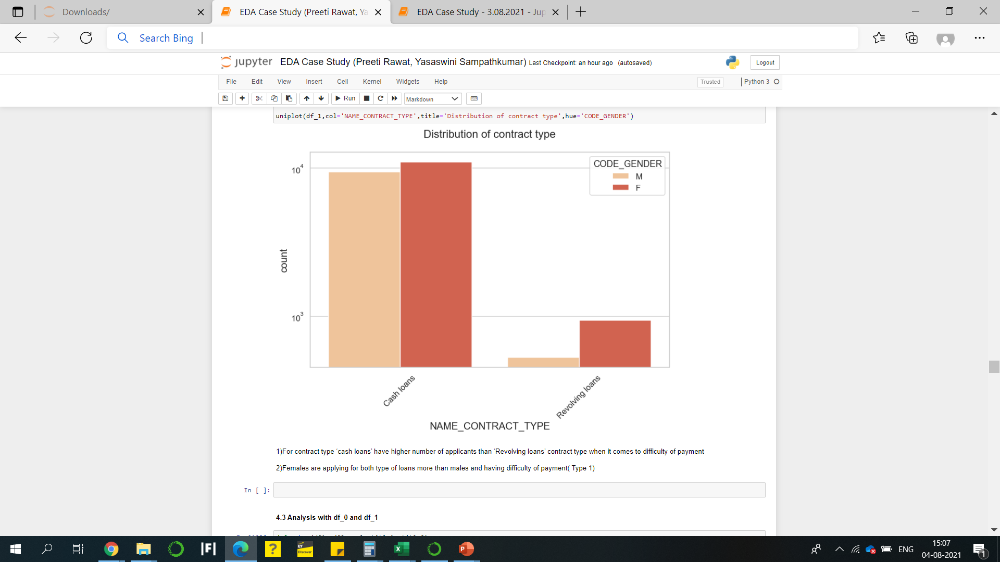 Downloads/
EDA Case Study (Preeti Rawat, Ya
EDA Case Study - 3.08.2021 - Jup
Search Bing
jupyter EDA Case Study (Preeti Rawat, Yasaswini Sampathkumar) Last Checkpoint: an hour ago (autosaved)
Logout
File Edit View Insert Cell Kernel Widgets Help
Trusted
Python 3
Run
Markdown
uniplot(df_1,col='NAME_CONTRACT_TYPE',title='Distribution of contract type',hue='CODE_GENDER')
Distribution of contract type
CODE_GENDER
M
F
10⁴
10³
count
Cash loans
Revolving loans
NAME_CONTRACT_TYPE
1)For contract type ‘cash loans’ have higher number of applicants than ‘Revolving loans’ contract type when it comes to difficulty of payment
2)Females are applying for both type of loans more than males and having difficulty of payment( Type 1)
In [ ]:
4.3 Analysis with df_0 and df_1
|F|
?
EY
Discover
X
P
ENG
15:07
04-08-2021
1